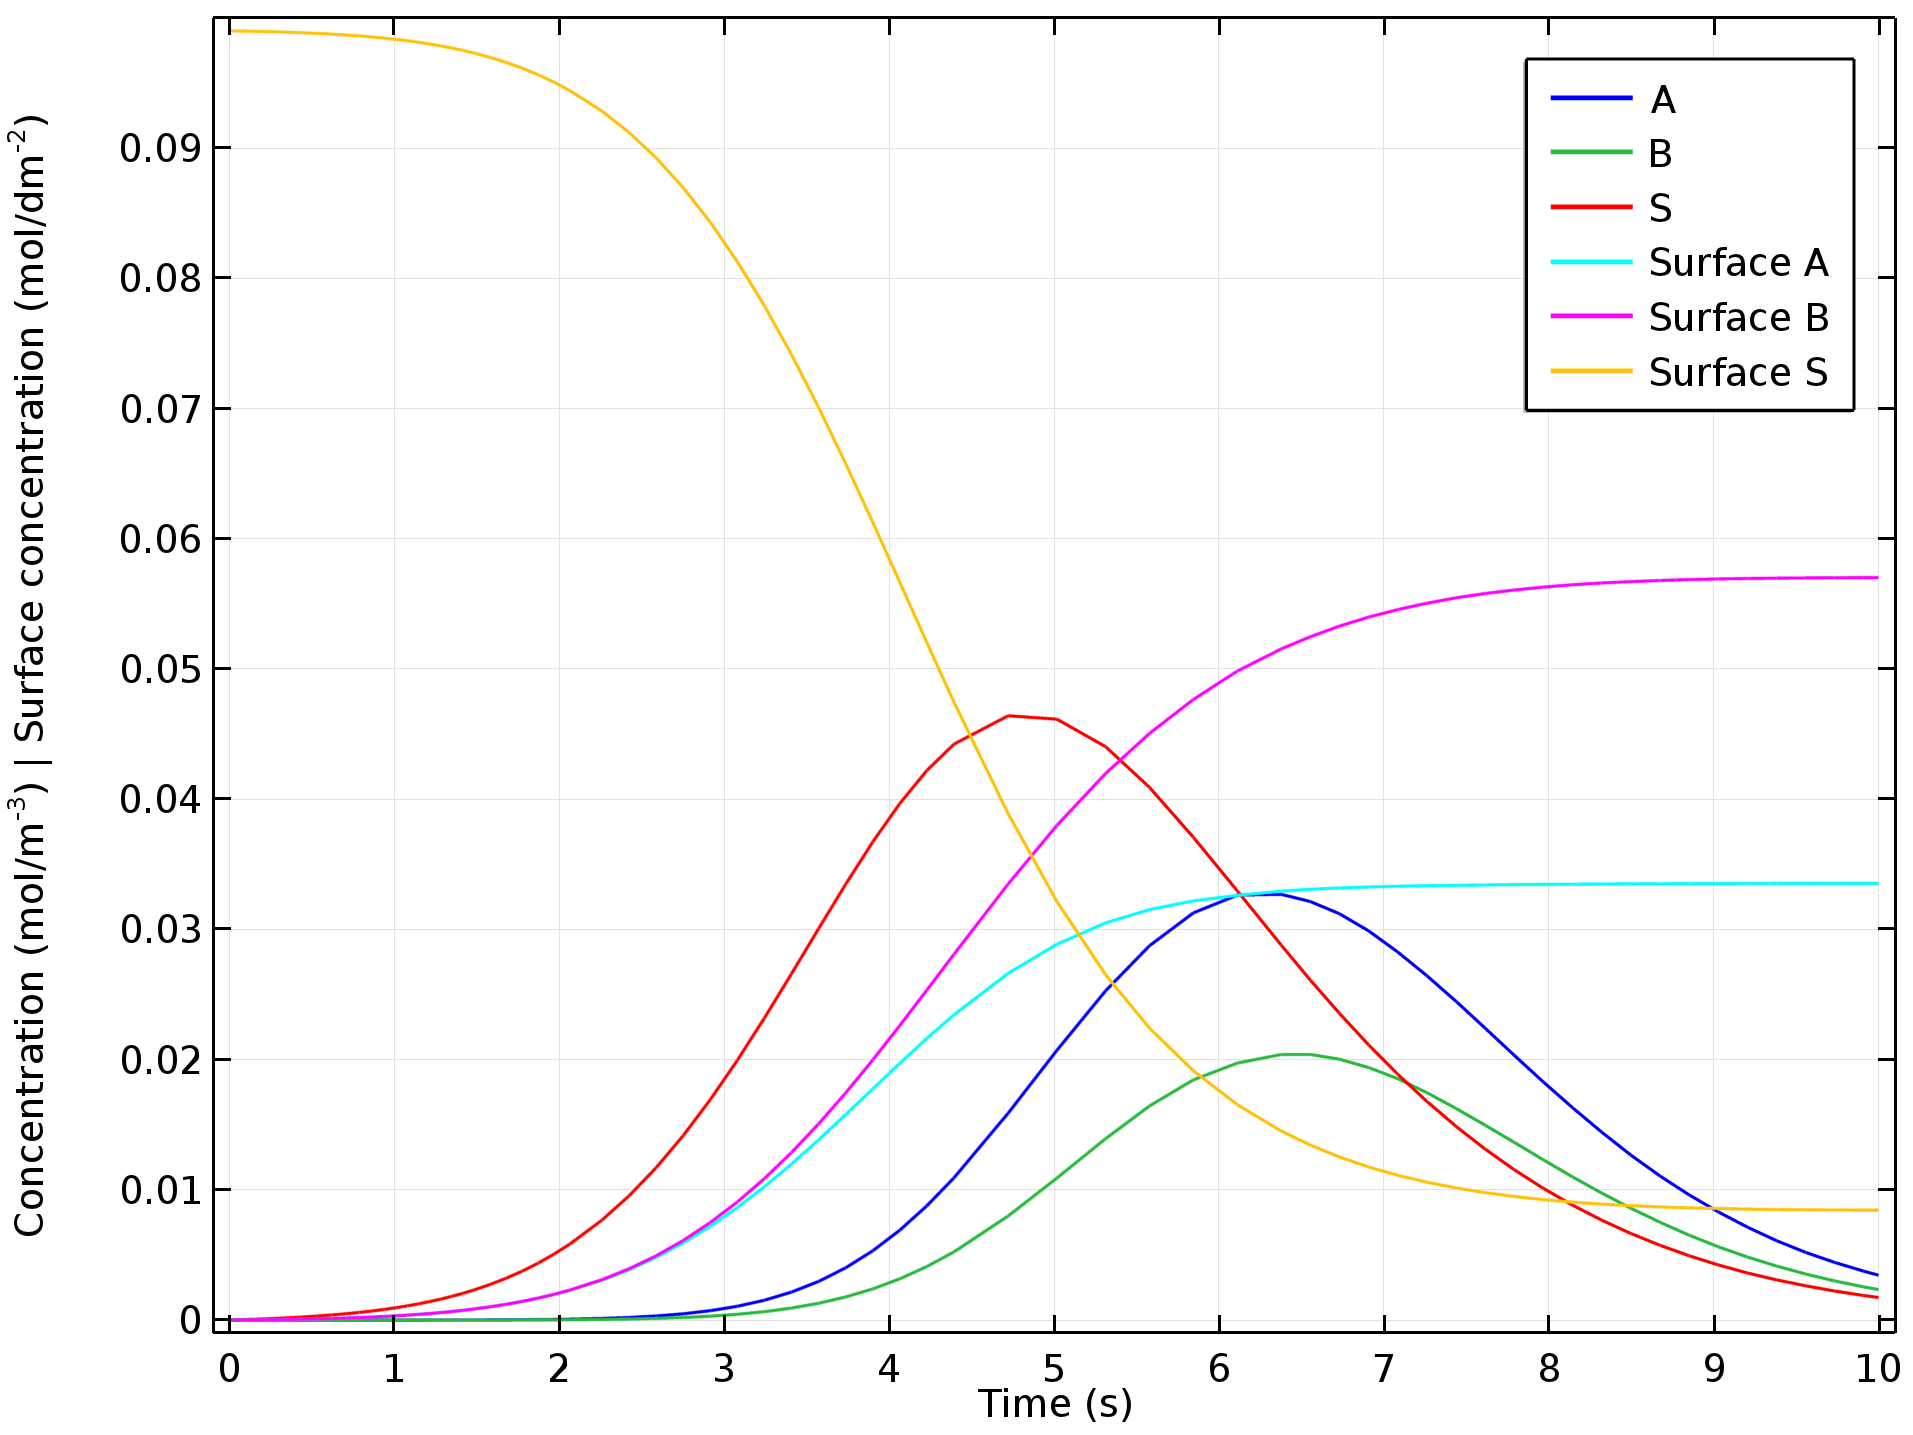 Concentration (mol/m-3) | Surface concentration (mol/dm-2)
0.09
0.08
0.07
0.06
0.05
0.04
0.03
0.02
0.01
0
A
B
S
Surface A
Surface B
Surface S
0 1 2 3 4 5 6 7 8 9 10
Time (s)